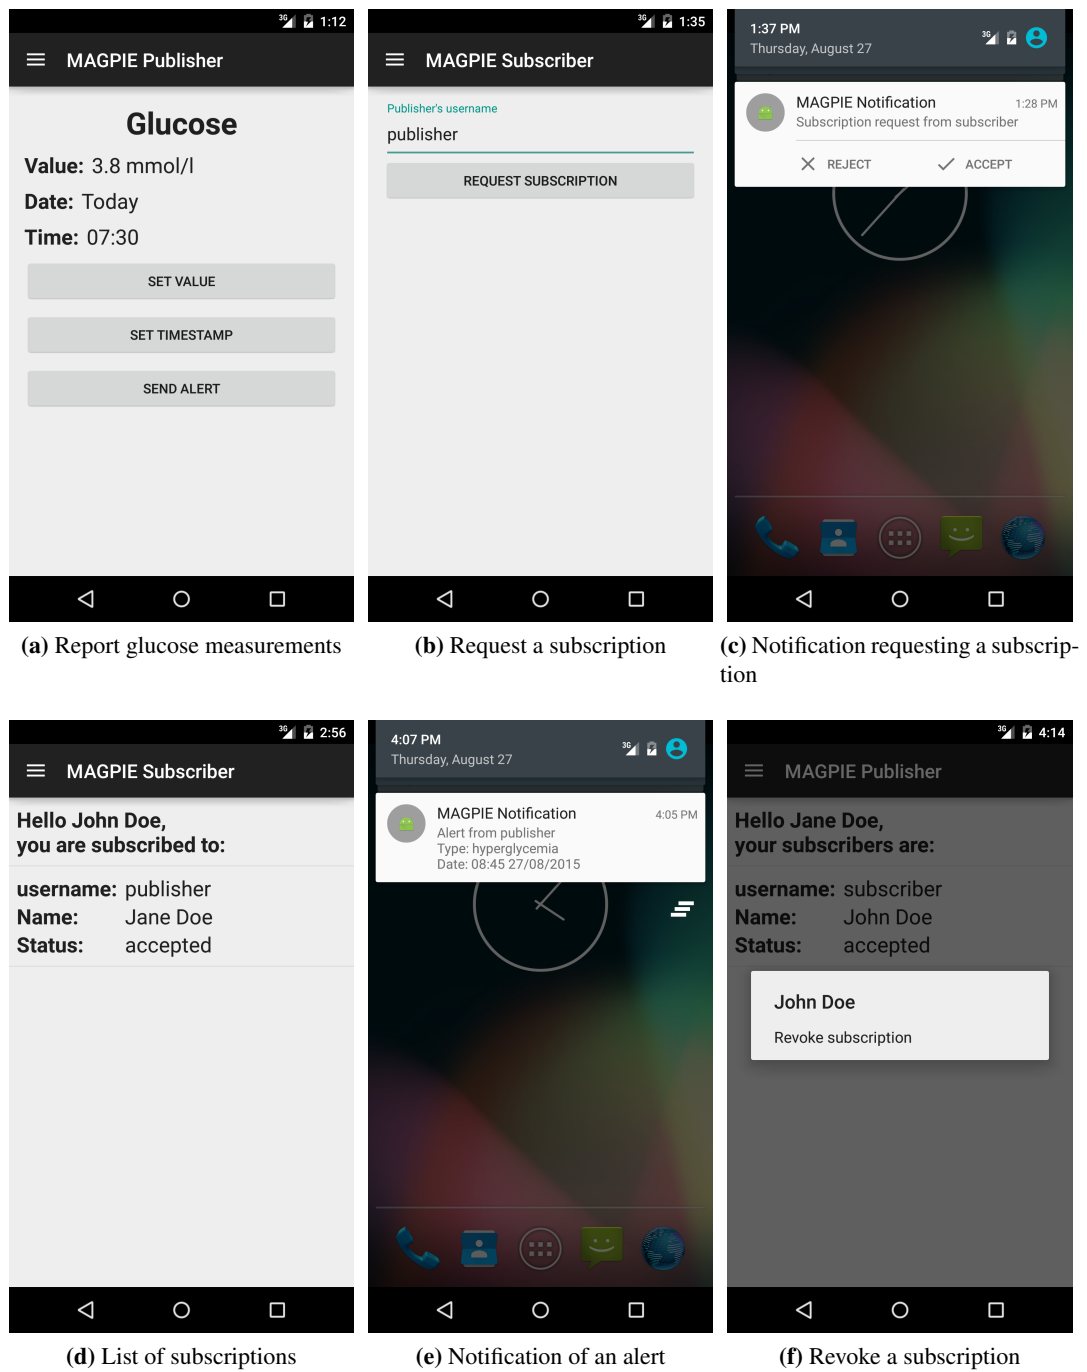 3G 1:12
MAGPIE Publisher
Glucose
Value: 3.8 mmol/l
Date: Today
Time: 07:30
SET VALUE
SET TIMESTAMP
SEND ALERT
(a) Report glucose measurements
3G 1:35
MAGPIE Subscriber
Publisher's username
publisher
REQUEST SUBSCRIPTION
(b) Request a subscription
1:37 PM
Thursday, August 27
3G
MAGPIE Notification 1:28 PM
Subscription request from subscriber
REJECT ACCEPT
(c) Notification requesting a subscrip-
tion
3G 2:56
MAGPIE Subscriber
Hello John Doe,
you are subscribed to:
username: publisher
Name: Jane Doe
Status: accepted
(d) List of subscriptions
4:07 PM
Thursday, August 27
3G
MAGPIE Notification 4:05 PM
Alert from publisher
Type: hyperglycemia
Date: 08:45 27/08/2015
(e) Notification of an alert
3G 4:14
MAGPIE Publisher
Hello Jane Doe,
your subscribers are:
username: subscriber
Name: John Doe
Status: accepted
John Doe
Revoke subscription
(f) Revoke a subscription